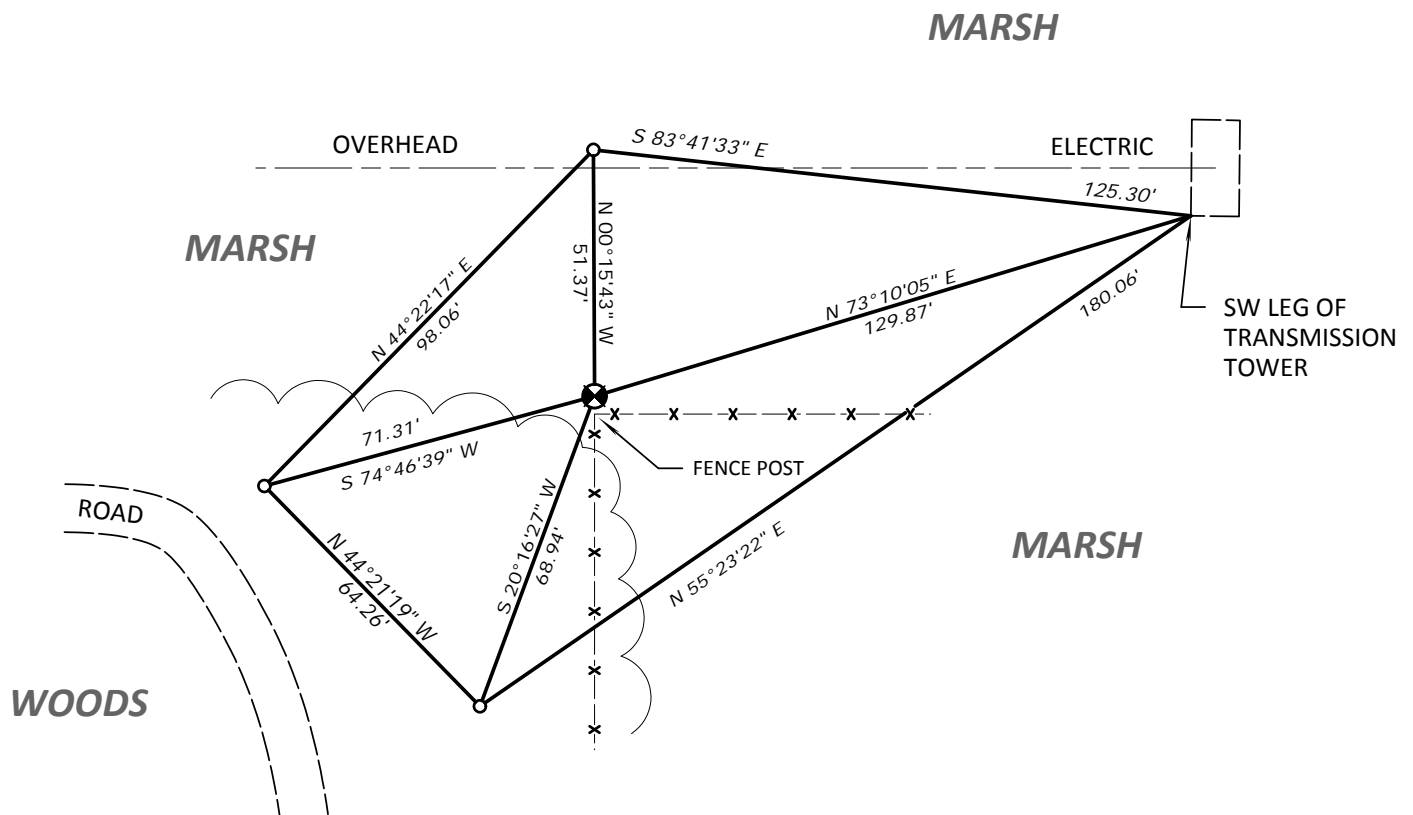 MARSH
OVERHEAD
S 83°41'33" E
ELECTRIC
125.30'
MARSH
N 00°15'43" W
51.37'
N 44°22'17" E
98.06'
N 73°10'05" E
129.87'
180.06'
SW LEG OF
TRANSMISSION
TOWER
71.31'
S 74°46'39" W
FENCE POST
ROAD
S 20°16'27" W
68.94'
N 44°21'19" W
64.26'
N 55°23'22" E
MARSH
WOODS